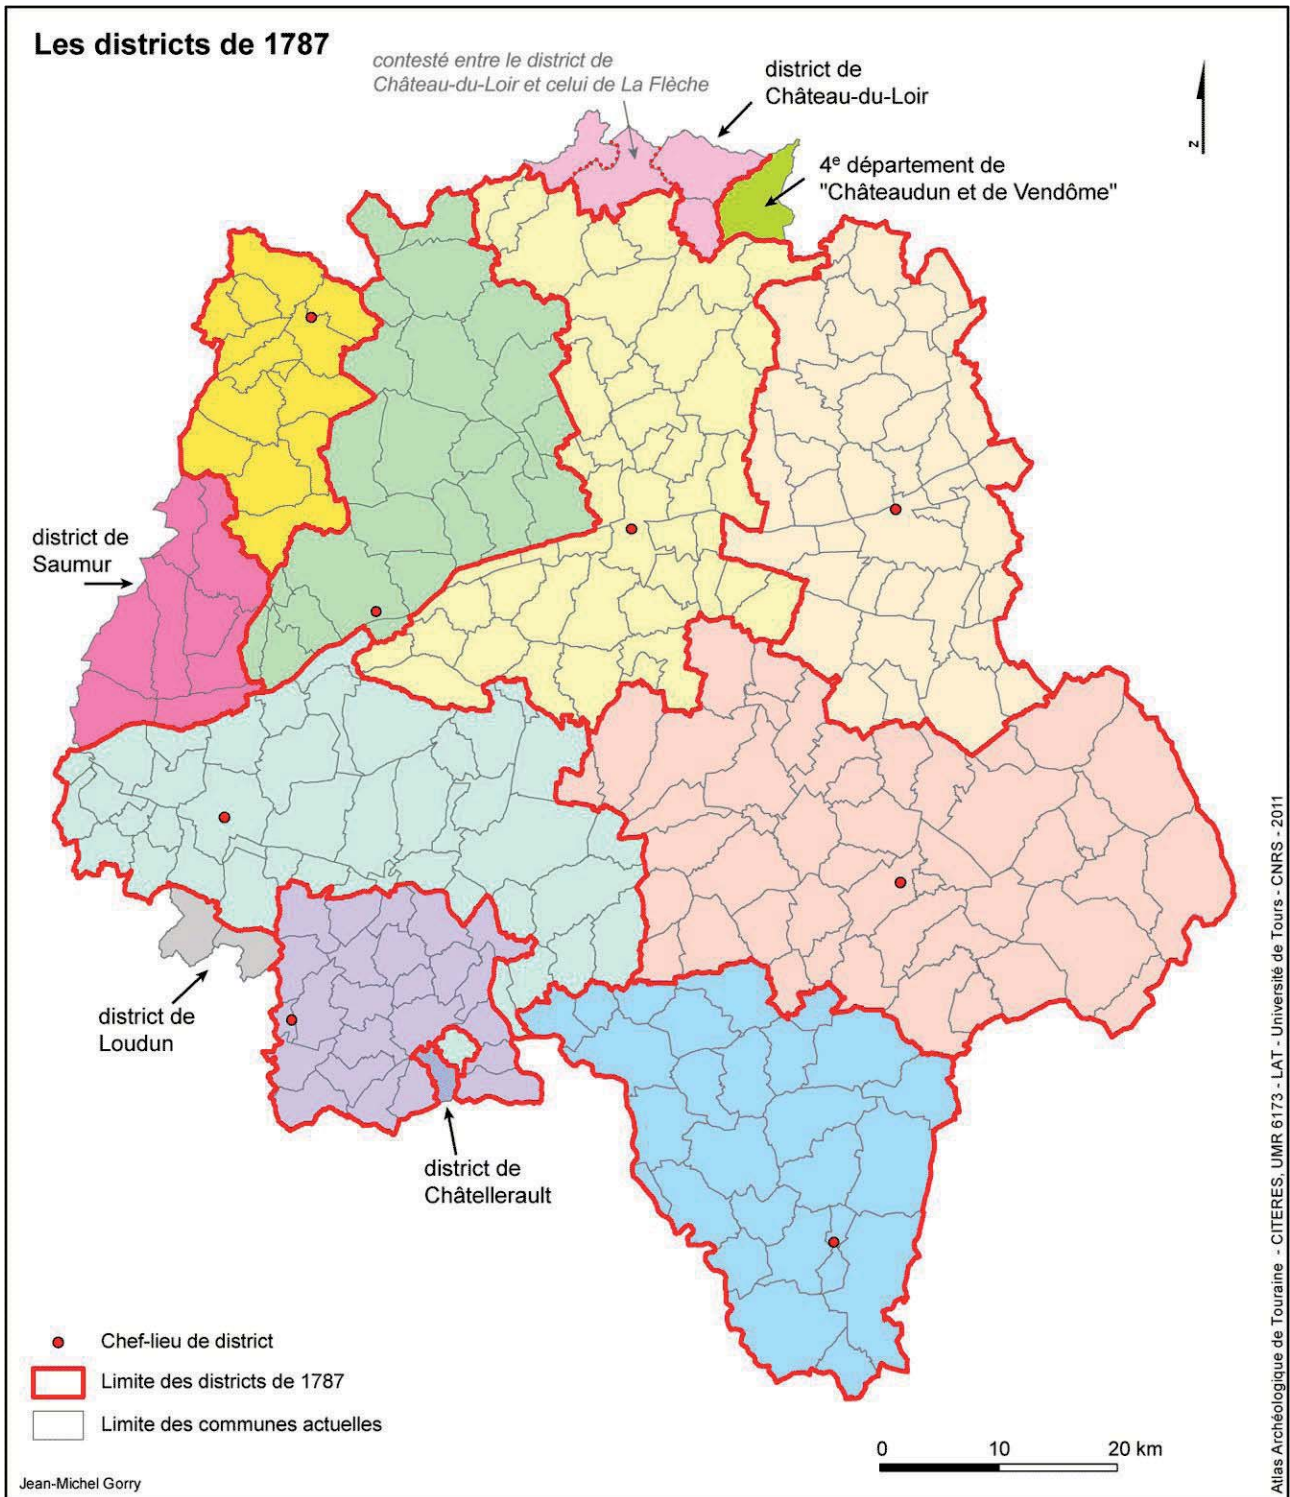 Les districts de 1787
contesté entre le district de
Château-du-Loir et celui de La Flèche
district de
Château-du-Loir
4e département de
"Châteaudun et de Vendôme"
z
district de
Saumur
district de
Loudun
district de
Châtellerault
Chef-lieu de district
Limite des districts de 1787
Limite des communes actuelles
0 10 20 km
Jean-Michel Gorry
Atlas Archéologique de Touraine - CITERES, UMR 6173 - LAT - Université de Tours - CNRS - 2011